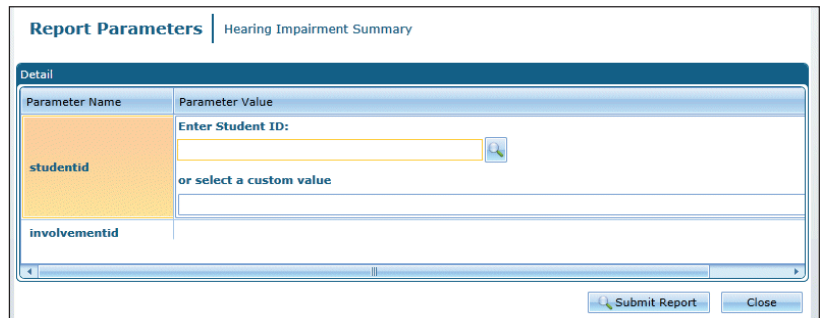 Report Parameters | Hearing Impairment Summary
Detail
Parameter Name Parameter Value
Enter Student ID:
studentid
or select a custom value
involvementid
Submit Report Close